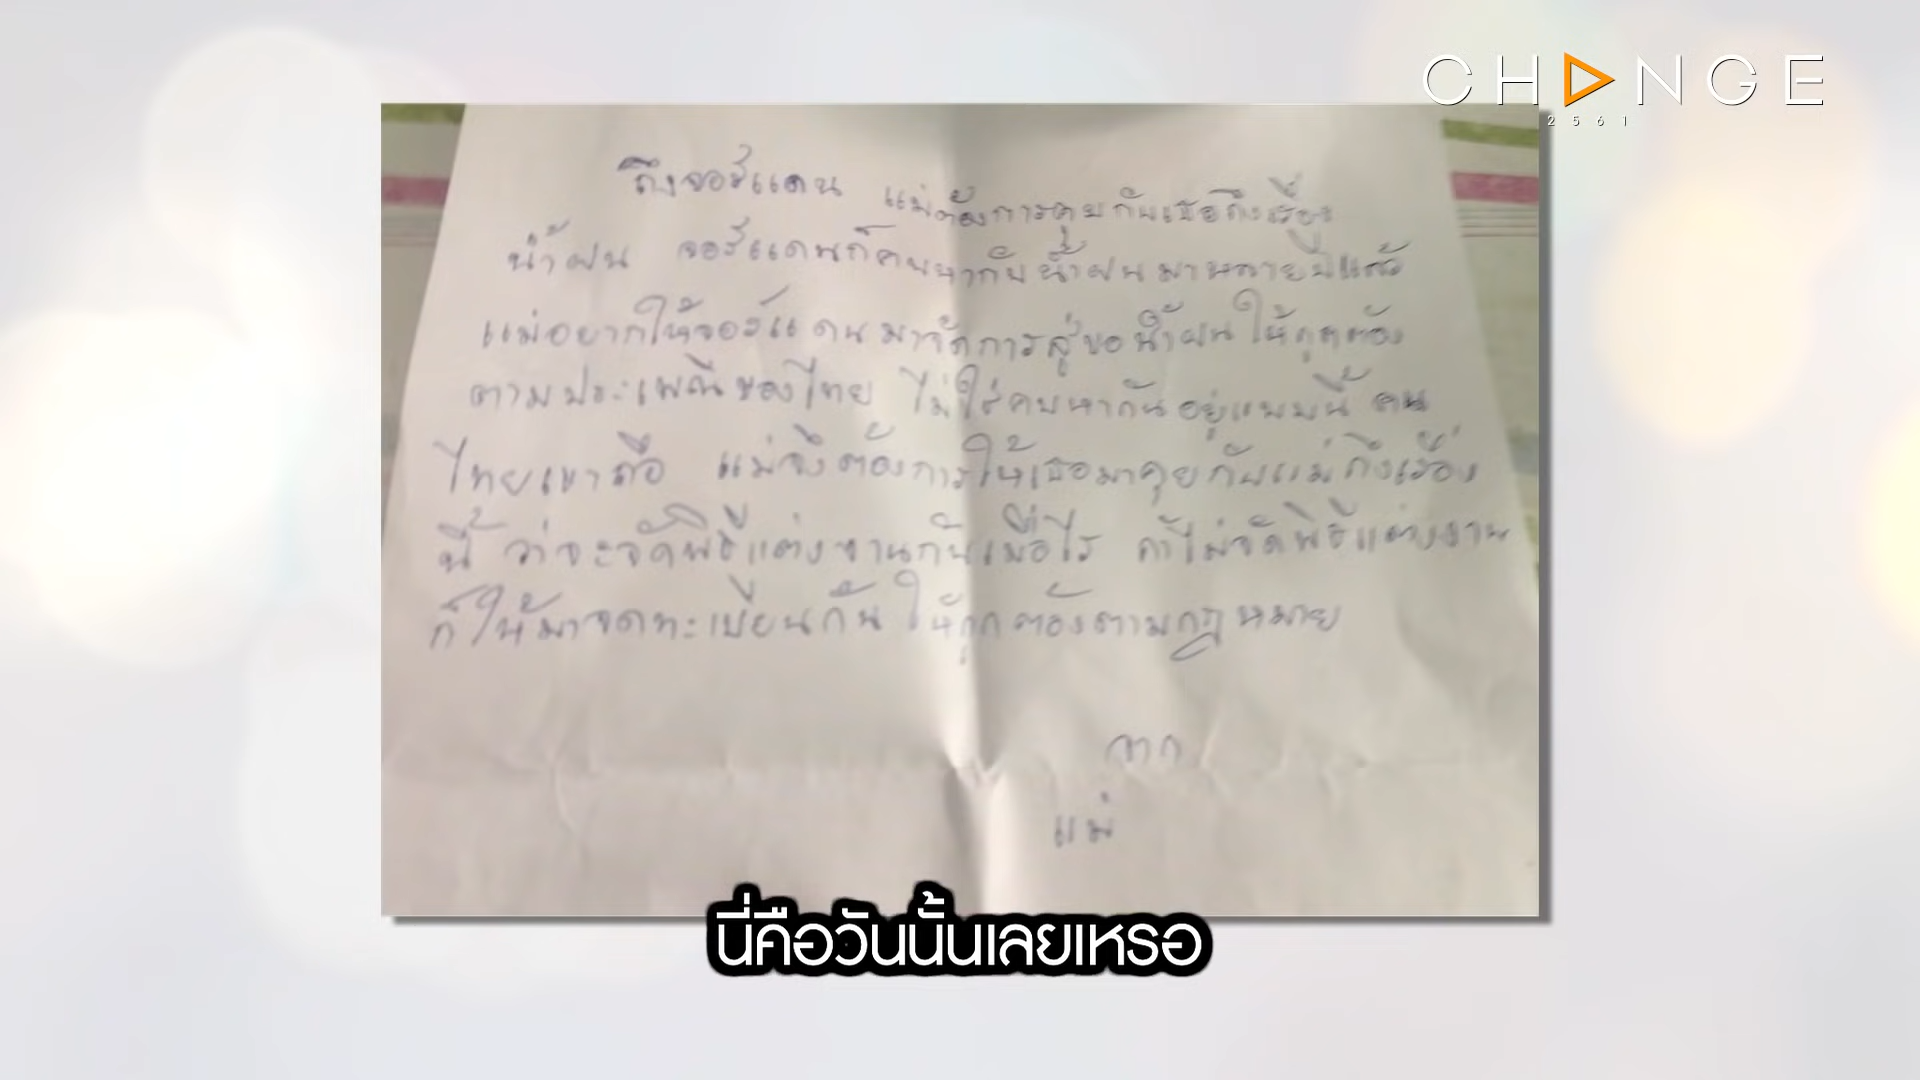 CHANGE
2561
ถึงจอร์แดน แม่ต้องการคุยกับเธอถึงเรื่อง
น้ำฝน จอร์แดนก็คบหากับน้ำฝนมาหลายปีแล้ว
แม่อยากให้จอร์แดนมาจัดการสู่ขอน้ำฝนให้ถูกต้อง
ตามประเพณีของไทย ไม่ใช่คบหากันอยู่แบบนี้ คน
ไทยเขาถือ แม่จึงต้องการให้เธอมาคุยกับแม่ถึงเรื่อง
นี้ ว่าจะจัดพิธีแต่งงานกันเมื่อไร ถ้าไม่จัดพิธีแต่งงาน
ก็ให้มาจดทะเบียนกันให้ถูกต้องตามกฎหมาย
จาก
แม่
นี่คือวันนั้นเลยเหรอ